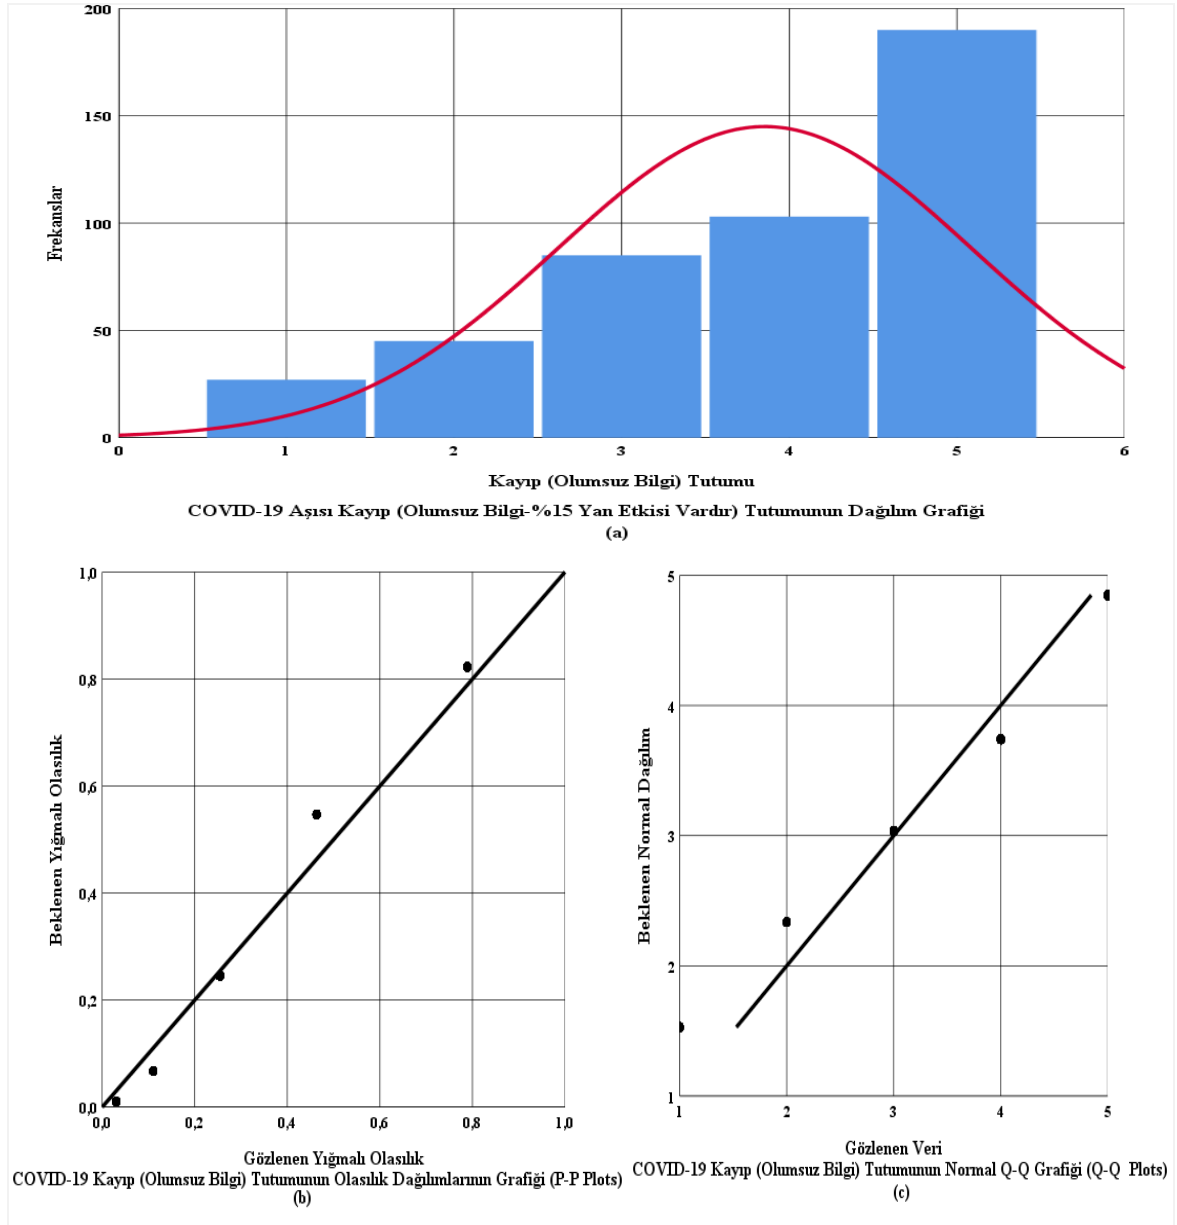 200
150
100
50
0
Frekanslar
0 1 2 3 4 5 6
Kayıp (Olumsuz Bilgi) Tutumu
COVID-19 Aşısı Kayıp (Olumsuz Bilgi-%15 Yan Etkisi Vardır) Tutumunun Dağılım Grafiği
(a)
1,0
0,8
0,6
0,4
0,2
0,0
Beklenen Yığmalı Olasılık
0,0 0,2 0,4 0,6 0,8 1,0
Gözlenen Yığmalı Olasılık
COVID-19 Kayıp (Olumsuz Bilgi) Tutumunun Olasılık Dağılımlarının Grafiği (P-P Plots)
(b)
5
4
3
2
1
Beklenen Normal Dağılım
1 2 3 4 5
Gözlenen Veri
COVID-19 Kayıp (Olumsuz Bilgi) Tutumunun Normal Q-Q Grafiği (Q-Q Plots)
(c)